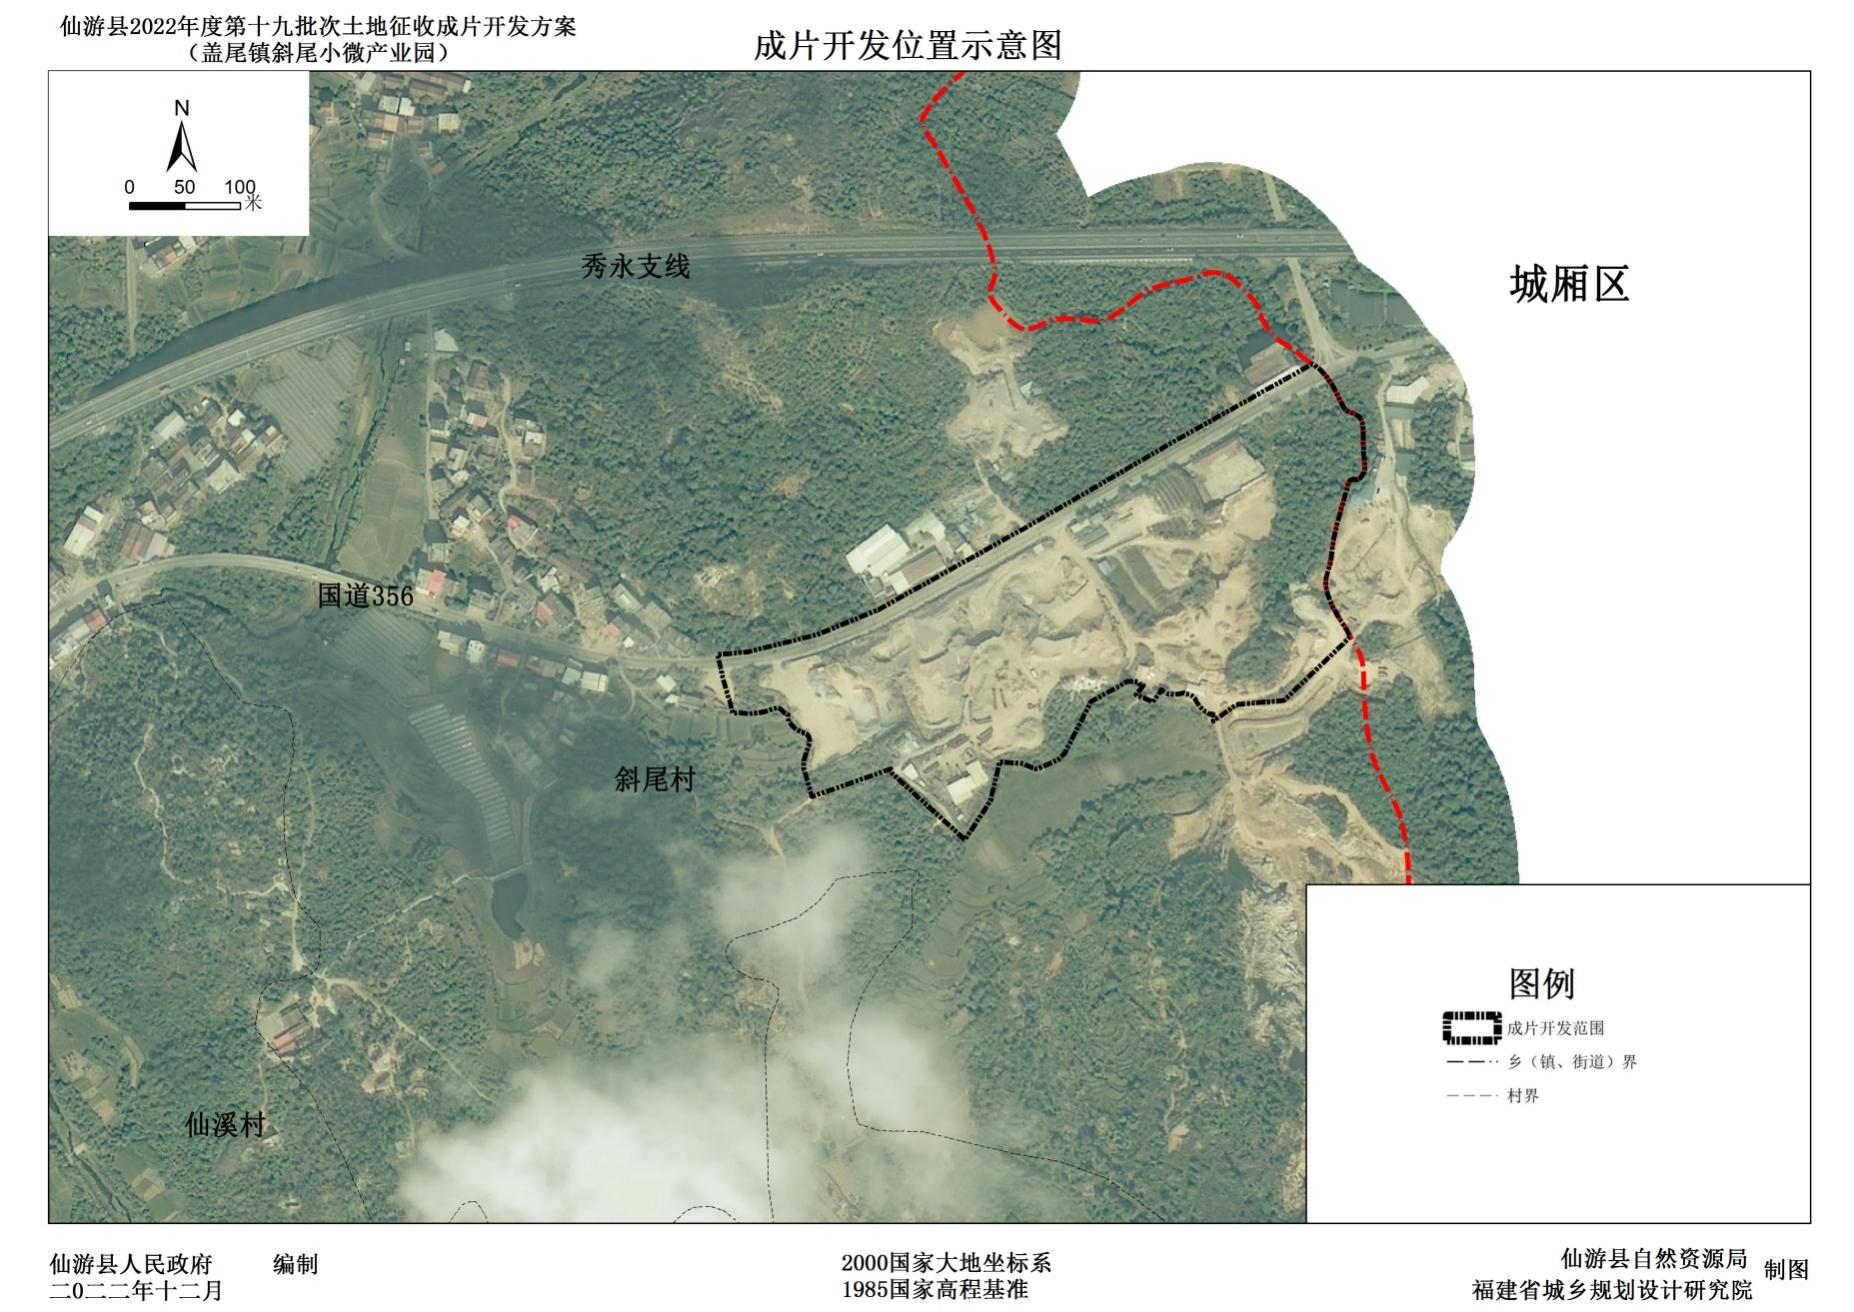 仙游县2022年度第十九批次土地征收成片开发方案
（盖尾镇斜尾小微产业园）
成片开发位置示意图
N
0 50 100
米
秀永支线
城厢区
国道356
斜尾村
仙溪村
图例
成片开发范围
乡（镇、街道）界
村界
仙游县人民政府 编制
二〇二二年十二月
2000国家大地坐标系
1985国家高程基准
仙游县自然资源局
福建省城乡规划设计研究院
制图